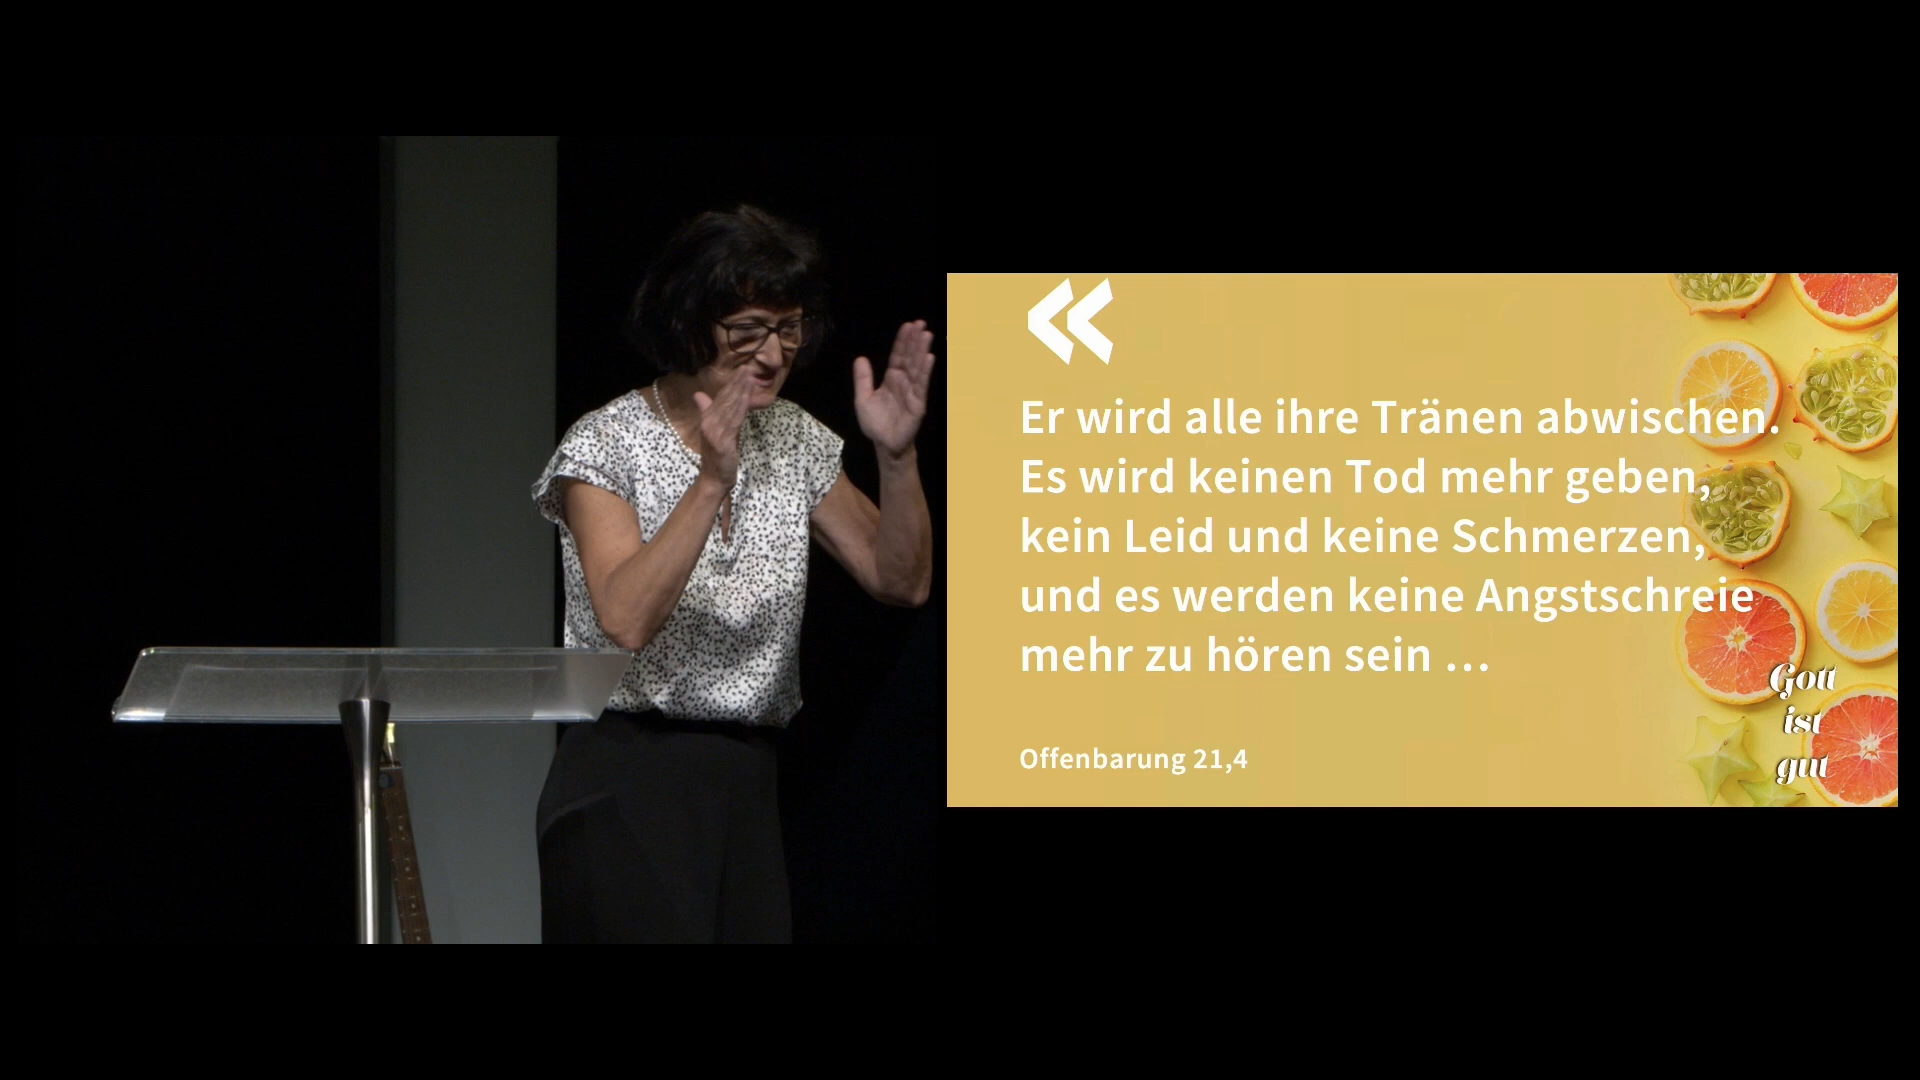 «
Er wird alle ihre Tränen abwischen.
Es wird keinen Tod mehr geben,
kein Leid und keine Schmerzen,
und es werden keine Angstschreie
mehr zu hören sein …
Offenbarung 21,4
Gott
ist
gut